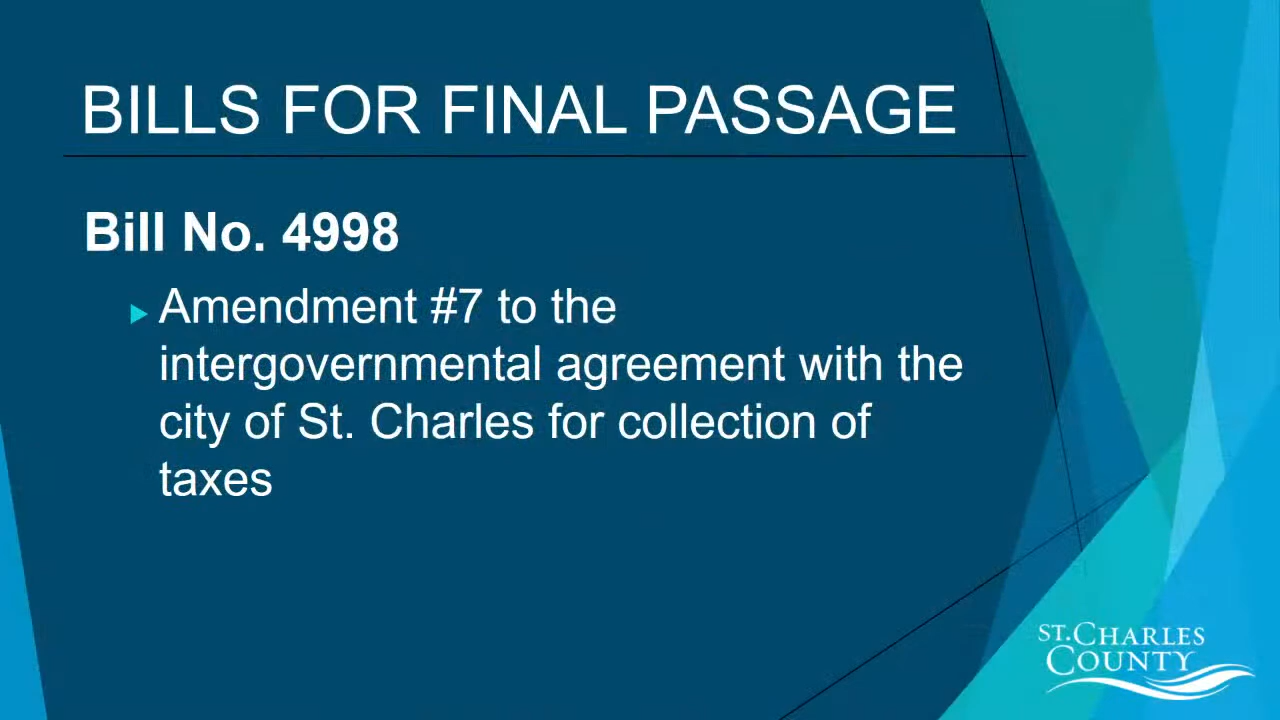 BILLS FOR FINAL PASSAGE
Bill No. 4998
Amendment #7 to the
intergovernmental agreement with the
city of St. Charles for collection of
taxes
ST. CHARLES
COUNTY